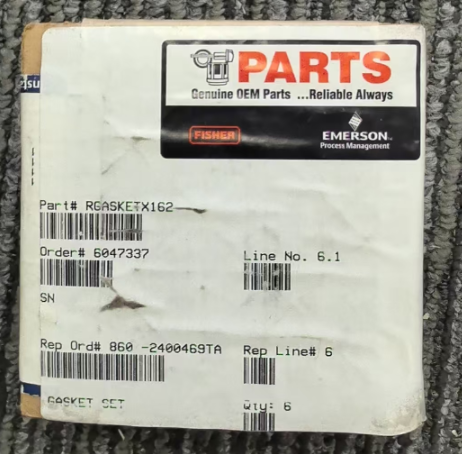 PARTS
Genuine OEM Parts ...Reliable Always
FISHER
EMERSON
Process Management
Part# RGASKETX162
Order# 6047337
Line No. 6.1
SN
Rep Ord# 860 -2400469TA
Rep Line# 6
GASKET SET
Qty: 6